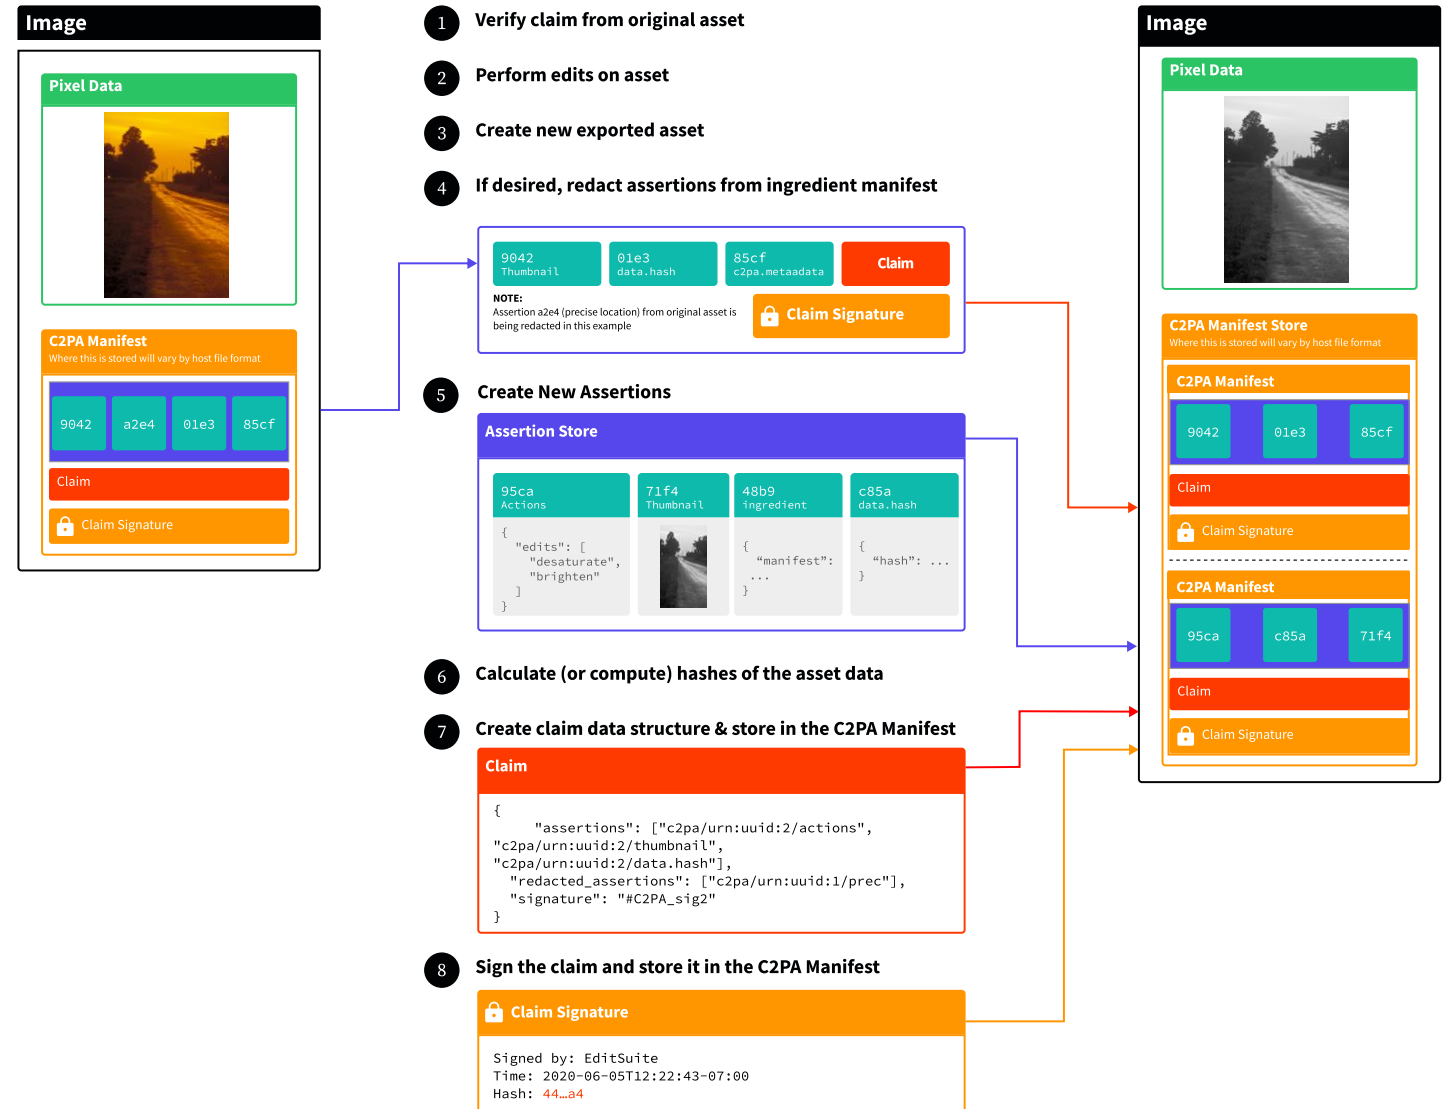 Image
Pixel Data
C2PA Manifest
Where this is stored will vary by host file format
9042 a2e4 01e3 85cf
Claim
Claim Signature
1 Verify claim from original asset
2 Perform edits on asset
3 Create new exported asset
4 If desired, redact assertions from ingredient manifest
9042 01e3 85cf Claim
Thumbnail data.hash c2pa.metaadata
NOTE:
Assertion a2e4 (precise location) from original asset is
being redacted in this example
Claim Signature
5 Create New Assertions
Assertion Store
95ca 71f4 48b9 c85a
Actions Thumbnail ingredient data.hash
{
"edits": [
"desaturate",
"brighten"
]
}
{
“manifest”:
...
}
{
“hash”: ...
}
6 Calculate (or compute) hashes of the asset data
7 Create claim data structure & store in the C2PA Manifest
Claim
{
"assertions": ["c2pa/urn:uuid:2/actions",
"c2pa/urn:uuid:2/thumbnail",
"c2pa/urn:uuid:2/data.hash"],
"redacted_assertions": ["c2pa/urn:uuid:1/prec"],
"signature": "#C2PA_sig2"
}
8 Sign the claim and store it in the C2PA Manifest
Claim Signature
Signed by: EditSuite
Time: 2020-06-05T12:22:43-07:00
Hash: 44…a4
Image
Pixel Data
C2PA Manifest Store
Where this is stored will vary by host file format
C2PA Manifest
9042 01e3 85cf
Claim
Claim Signature
C2PA Manifest
95ca c85a 71f4
Claim
Claim Signature